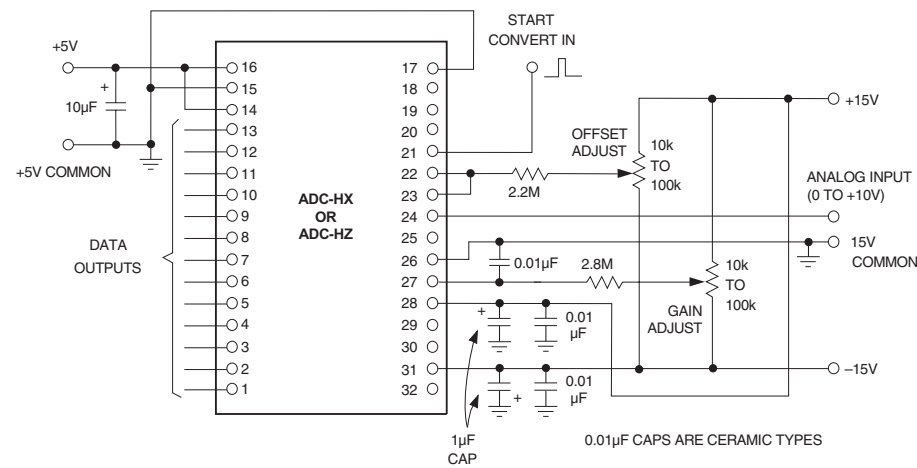 START
CONVERT IN
+5V
+
10µF
+5V COMMON
DATA
OUTPUTS
16
15
14
13
12
11
10
9
8
7
6
5
4
3
2
1
ADC-HX
OR
ADC-HZ
17
18
19
20
21
22
23
24
25
26
27
28
29
30
31
32
OFFSET
ADJUST
10k
TO
100k
2.2M
+15V
ANALOG INPUT
(0 TO +10V)
15V
COMMON
0.01µF
2.8M
10k
TO
100k
GAIN
ADJUST
+
0.01
µF
+
0.01
µF
–15V
1µF
CAP
0.01µF CAPS ARE CERAMIC TYPES